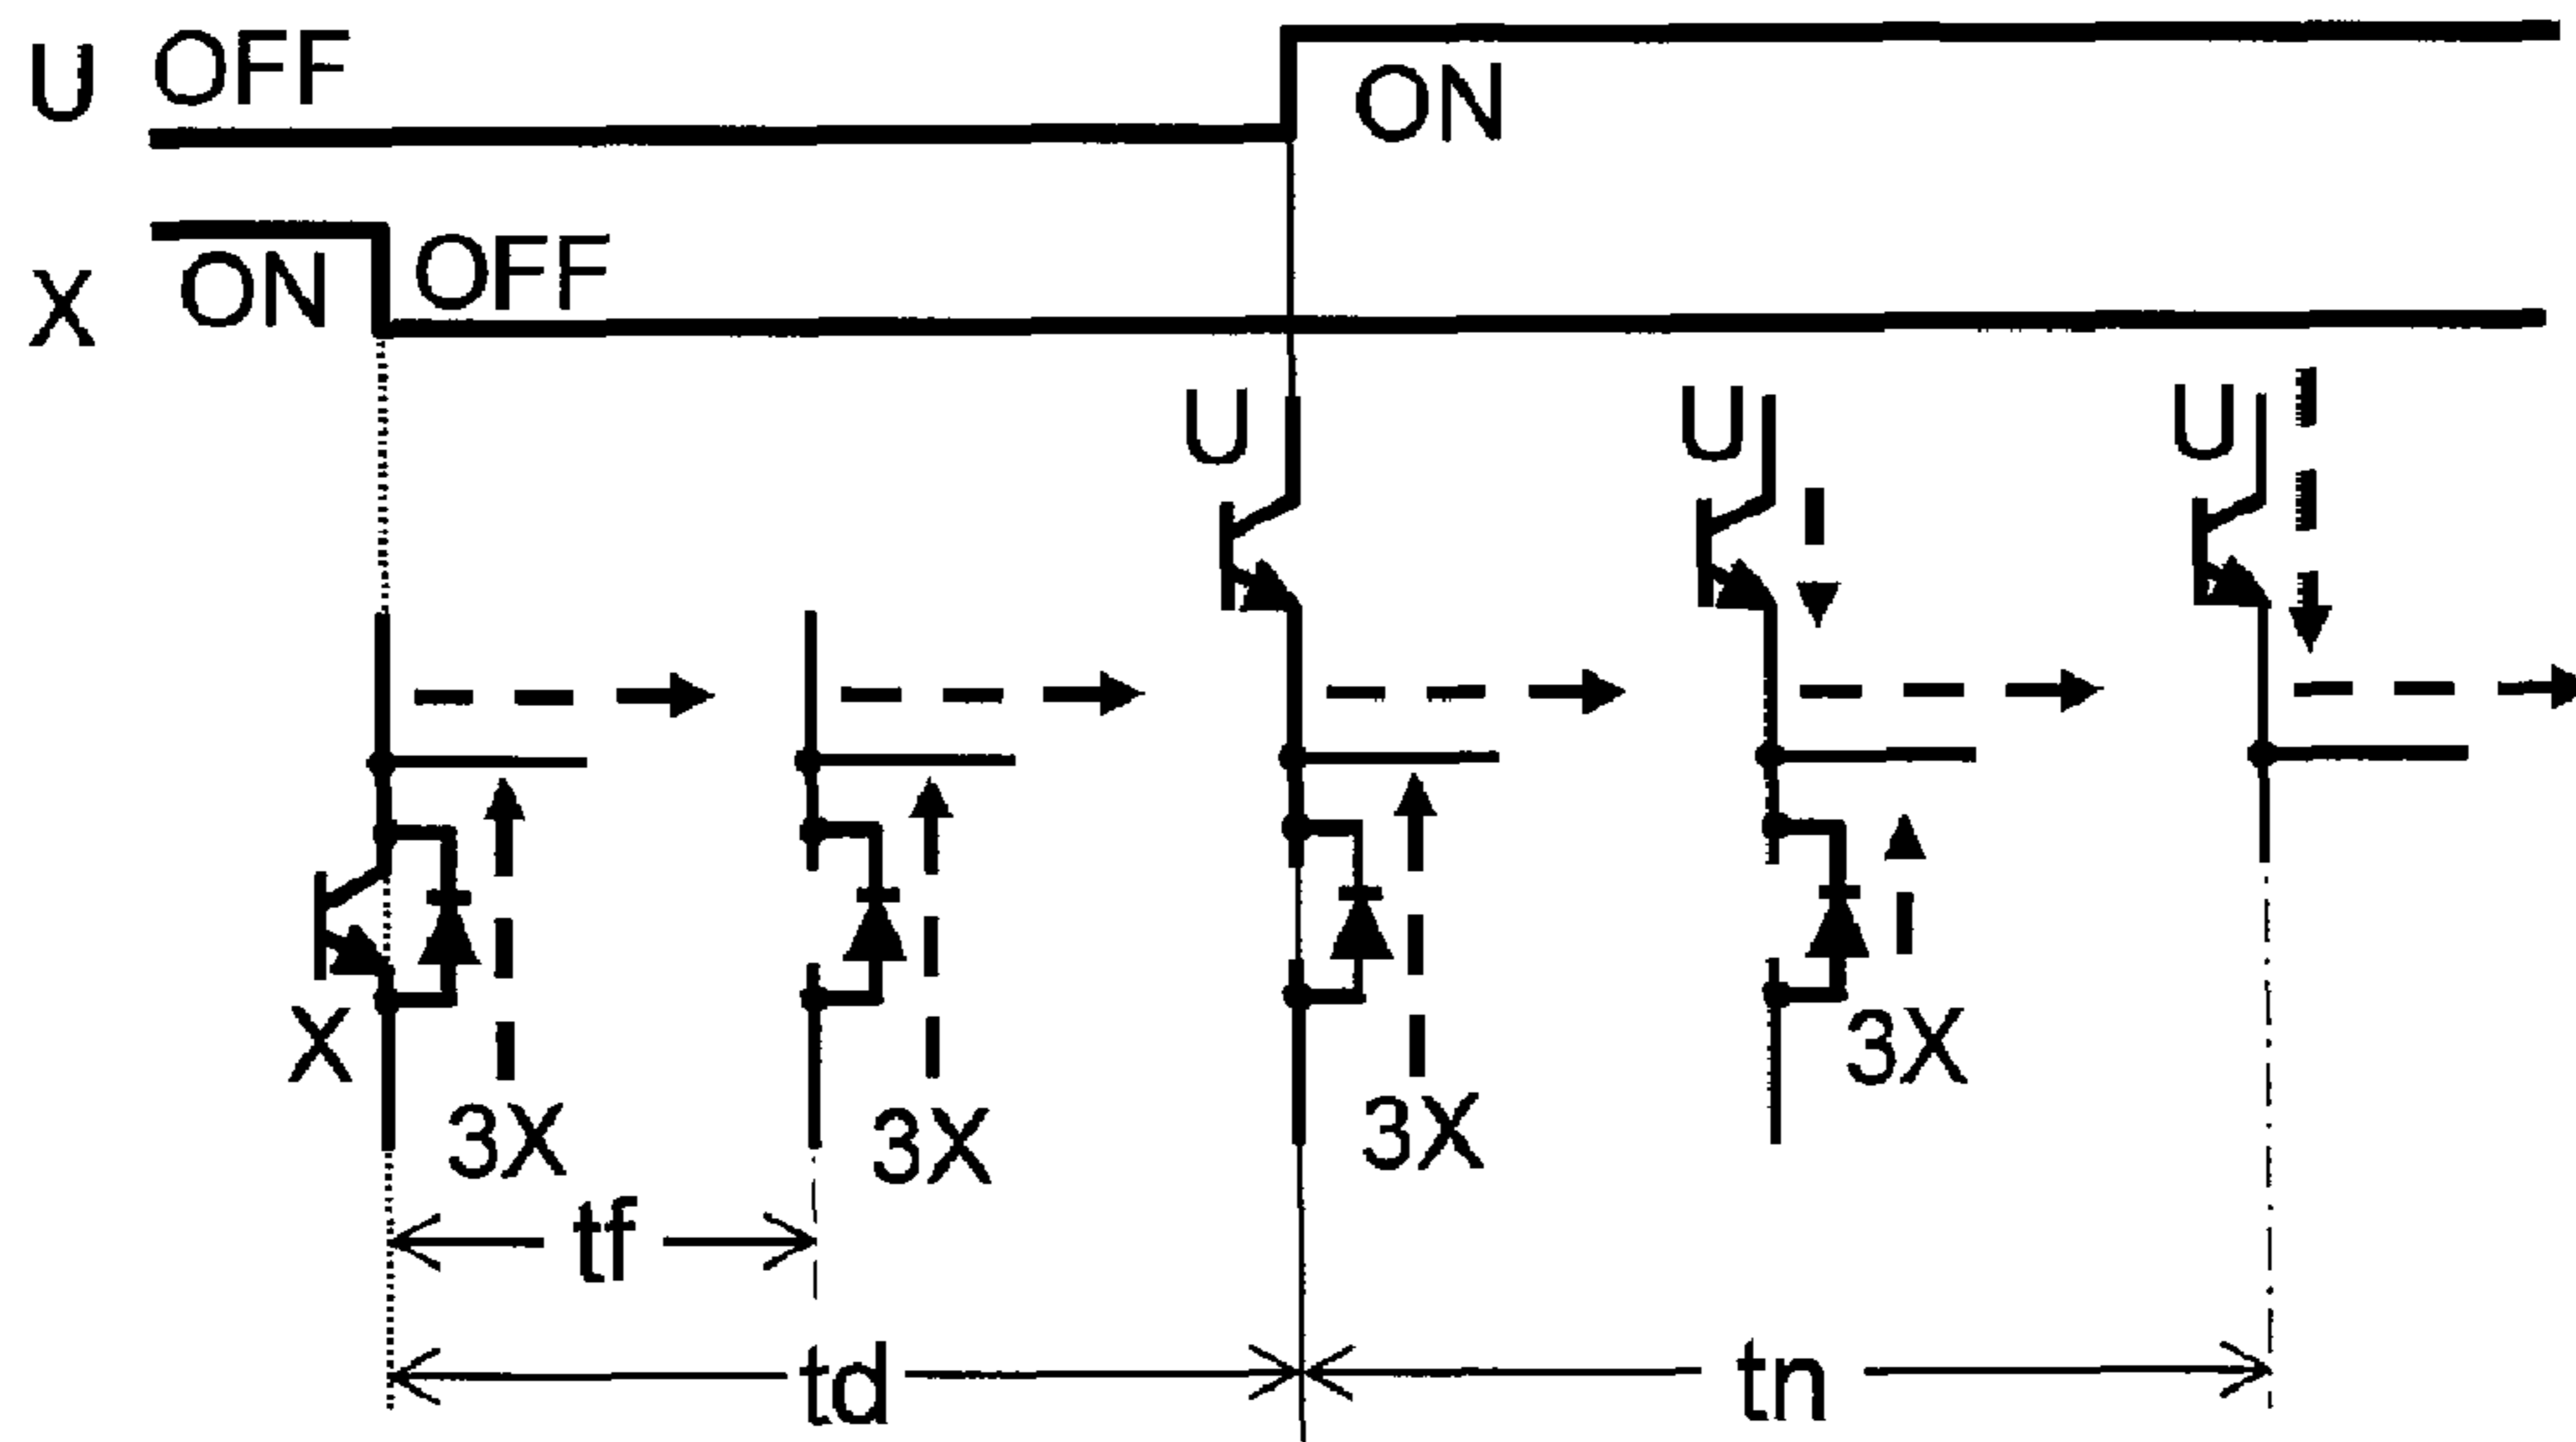 U OFF ON
X ON OFF
U U U
X 3X 3X 3X 3X
tf
td tn